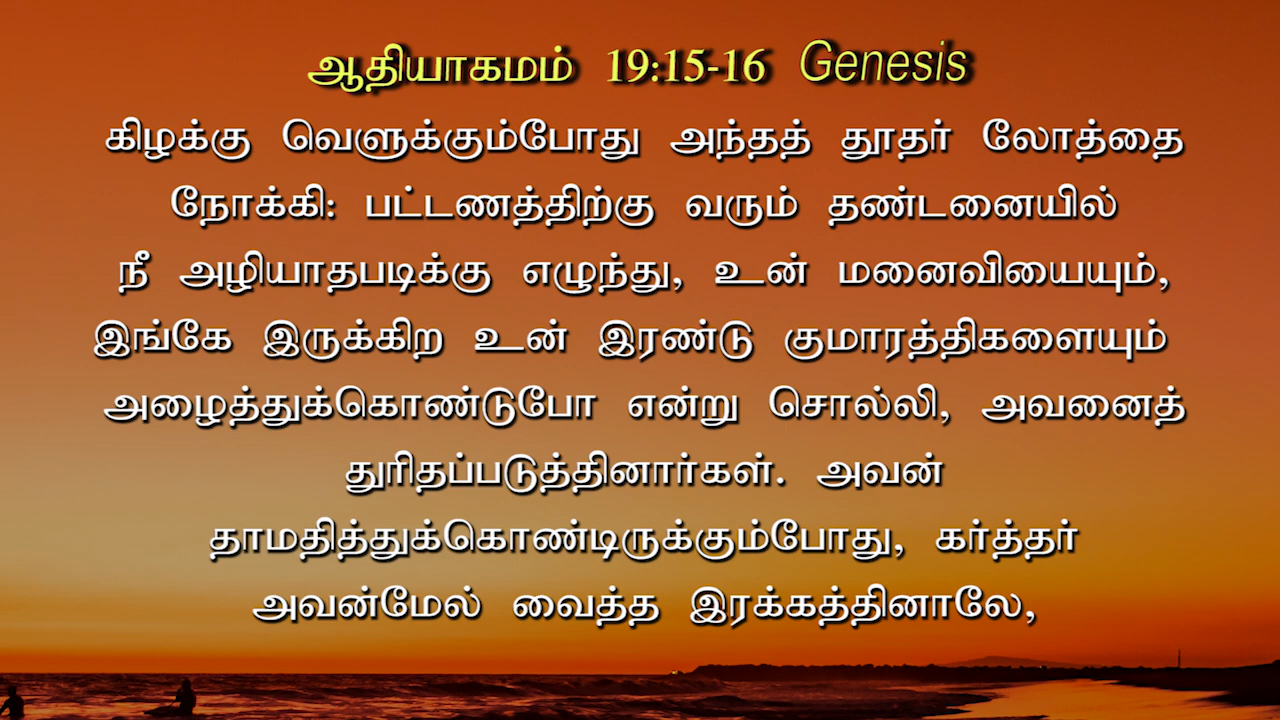 ஆதியாகமம் 19:15-16 Genesis
கிழக்கு வெளுக்கும்போது அந்தத் தூதர் லோத்தை
நோக்கி: பட்டணத்திற்கு வரும் தண்டனையில்
நீ அழியாதபடிக்கு எழுந்து, உன் மனைவியையும்,
இங்கே இருக்கிற உன் இரண்டு குமாரத்திகளையும்
அழைத்துக்கொண்டுபோ என்று சொல்லி, அவனைத்
துரிதப்படுத்தினார்கள். அவன்
தாமதித்துக்கொண்டிருக்கும்போது, கர்த்தர்
அவன்மேல் வைத்த இரக்கத்தினாலே,